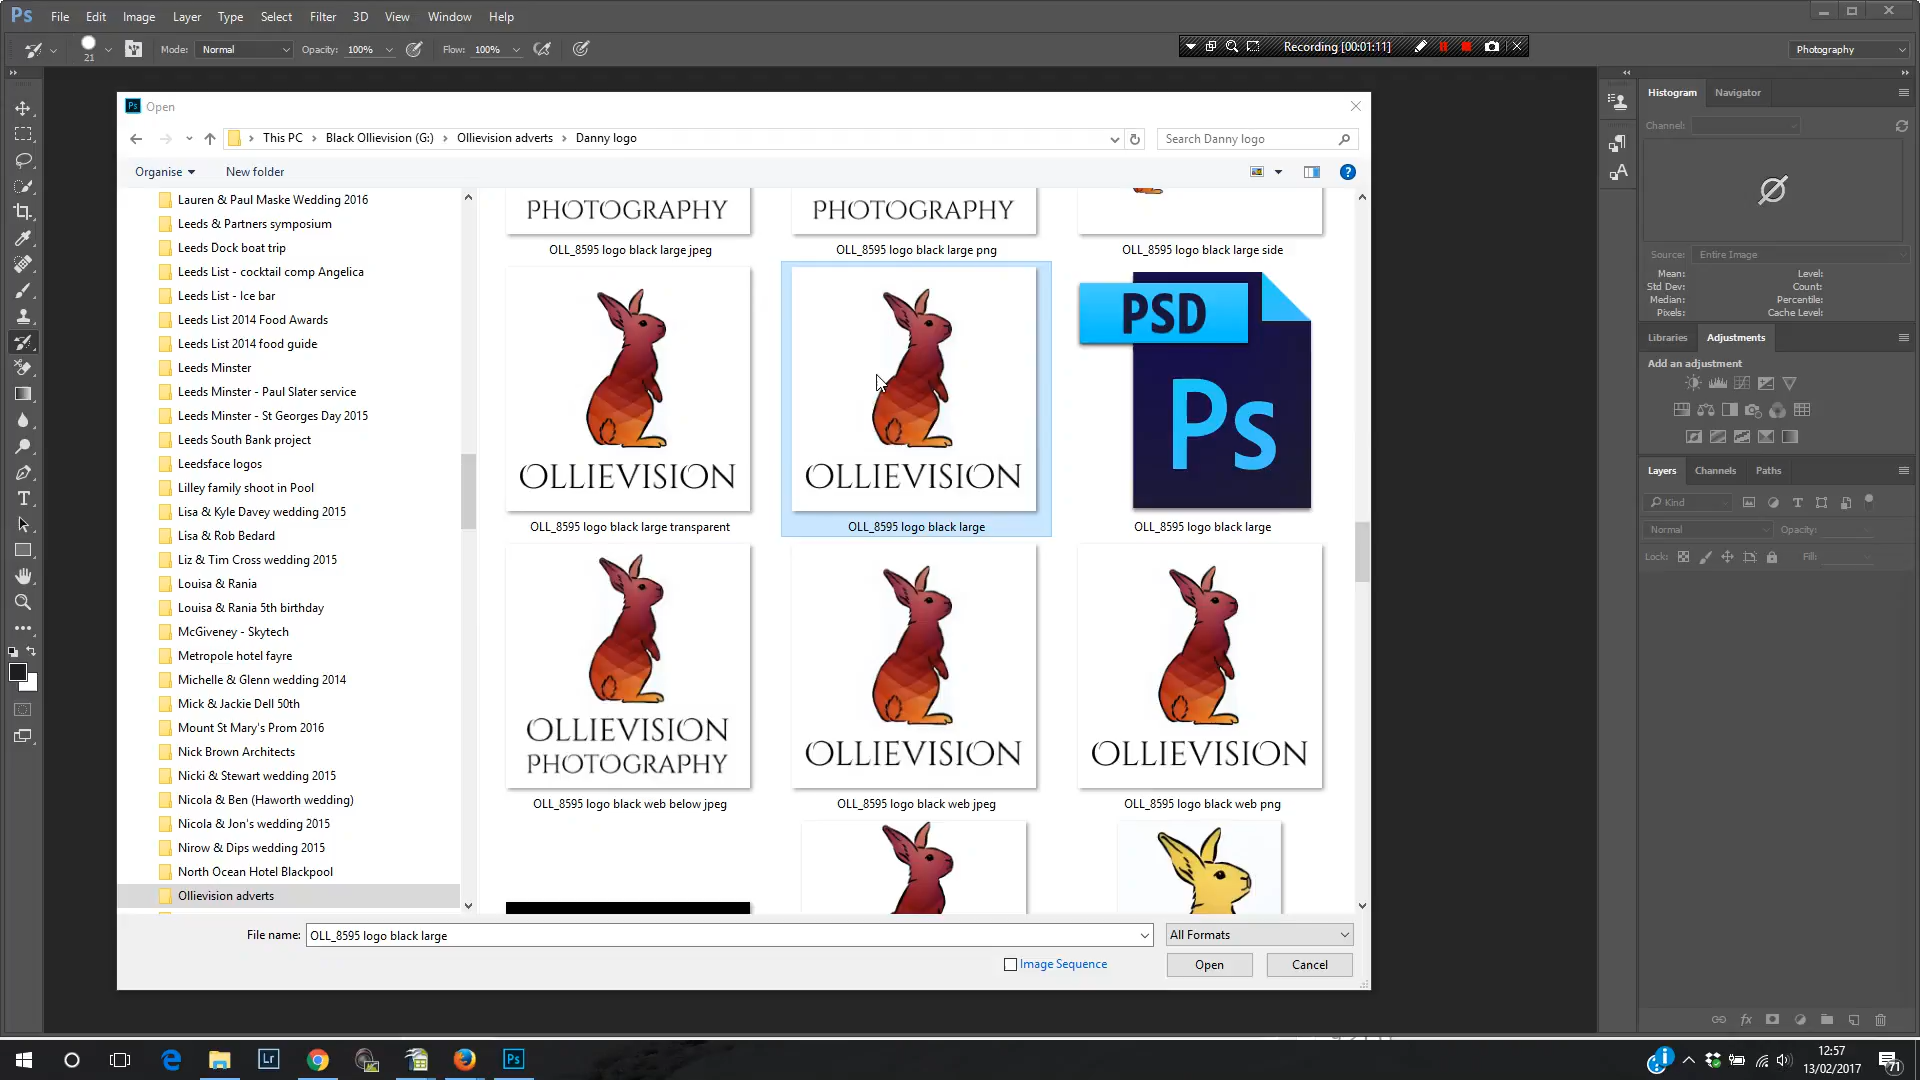 Ps File Edit Image Layer Type Select Filter 3D View Window Help
21 Mode: Normal Opacity: 100% Flow: 100% Recording [00:01:11] Photography
Ps Open
This PC Black Ollievision (G:) Ollievision adverts Danny logo Search Danny logo
Organise New folder
Lauren & Paul Maske Wedding 2016
Leeds & Partners symposium
Leeds Dock boat trip
Leeds List - cocktail comp Angelica
Leeds List - Ice bar
Leeds List 2014 Food Awards
Leeds List 2014 food guide
Leeds Minster
Leeds Minster - Paul Slater service
Leeds Minster - St Georges Day 2015
Leeds South Bank project
Leedsface logos
Lilley family shoot in Pool
Lisa & Kyle Davey wedding 2015
Lisa & Rob Bedard
Liz & Tim Cross wedding 2015
Louisa & Rania
Louisa & Rania 5th birthday
McGiveney - Skytech
Metropole hotel fayre
Michelle & Glenn wedding 2014
Mick & Jackie Dell 50th
Mount St Mary's Prom 2016
Nick Brown Architects
Nicki & Stewart wedding 2015
Nicola & Ben (Haworth wedding)
Nicola & Jon's wedding 2015
Nirow & Dips wedding 2015
North Ocean Hotel Blackpool
Ollievision adverts
PHOTOGRAPHY PHOTOGRAPHY
OLL_8595 logo black large jpeg OLL_8595 logo black large png OLL_8595 logo black large side
PSD
Ps
OLLIEVISION OLLIEVISION
OLL_8595 logo black large transparent OLL_8595 logo black large OLL_8595 logo black large
OLLIEVISION
PHOTOGRAPHY
OLLIEVISION OLLIEVISION
OLL_8595 logo black web below jpeg OLL_8595 logo black web jpeg OLL_8595 logo black web png
File name: OLL_8595 logo black large All Formats
Image Sequence Open Cancel
Histogram Navigator
Channel:
Source: Entire Image
Mean: Level:
Std Dev: Count:
Median: Percentile:
Pixels: Cache Level:
Libraries Adjustments
Add an adjustment
Layers Channels Paths
Kind
Normal Opacity:
Lock: Fill:
fx
Lr Ps
12:57
13/02/2017
71